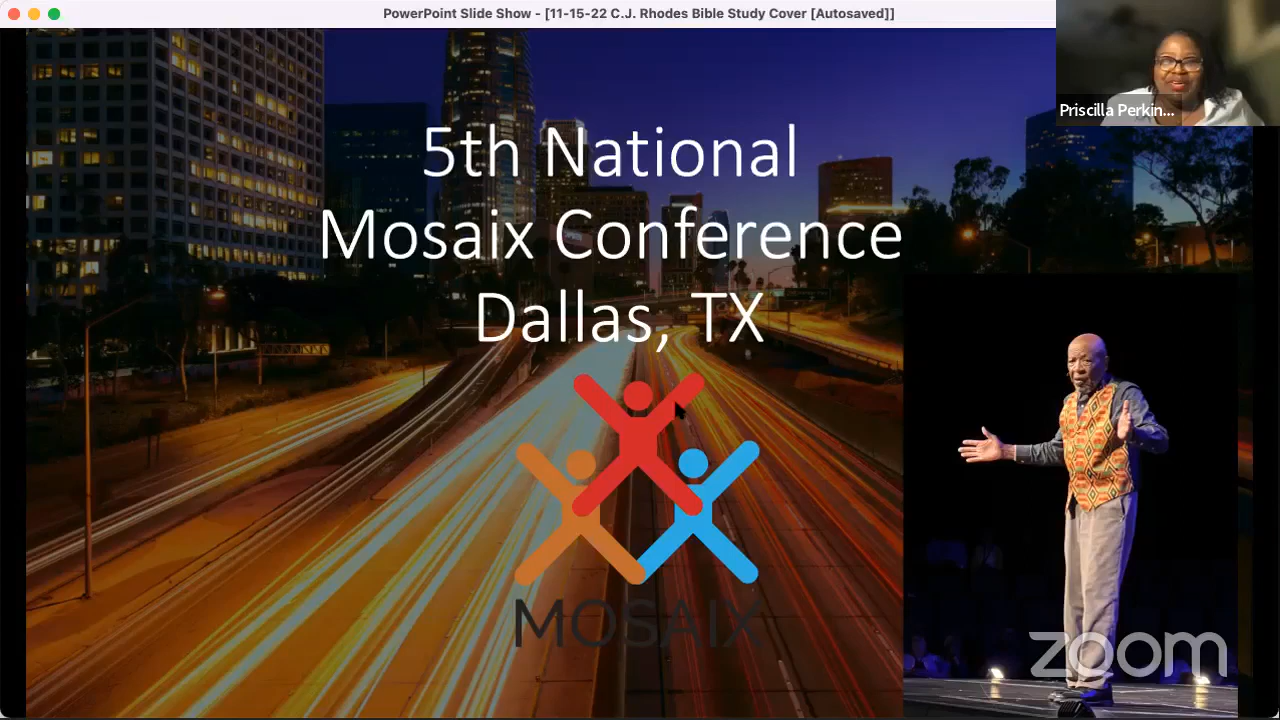 PowerPoint Slide Show - [11-15-22 C.J. Rhodes Bible Study Cover [Autosaved]]
Priscilla Perkin...
5th National
Mosaix Conference
Dallas, TX
MOSAIX
zoom